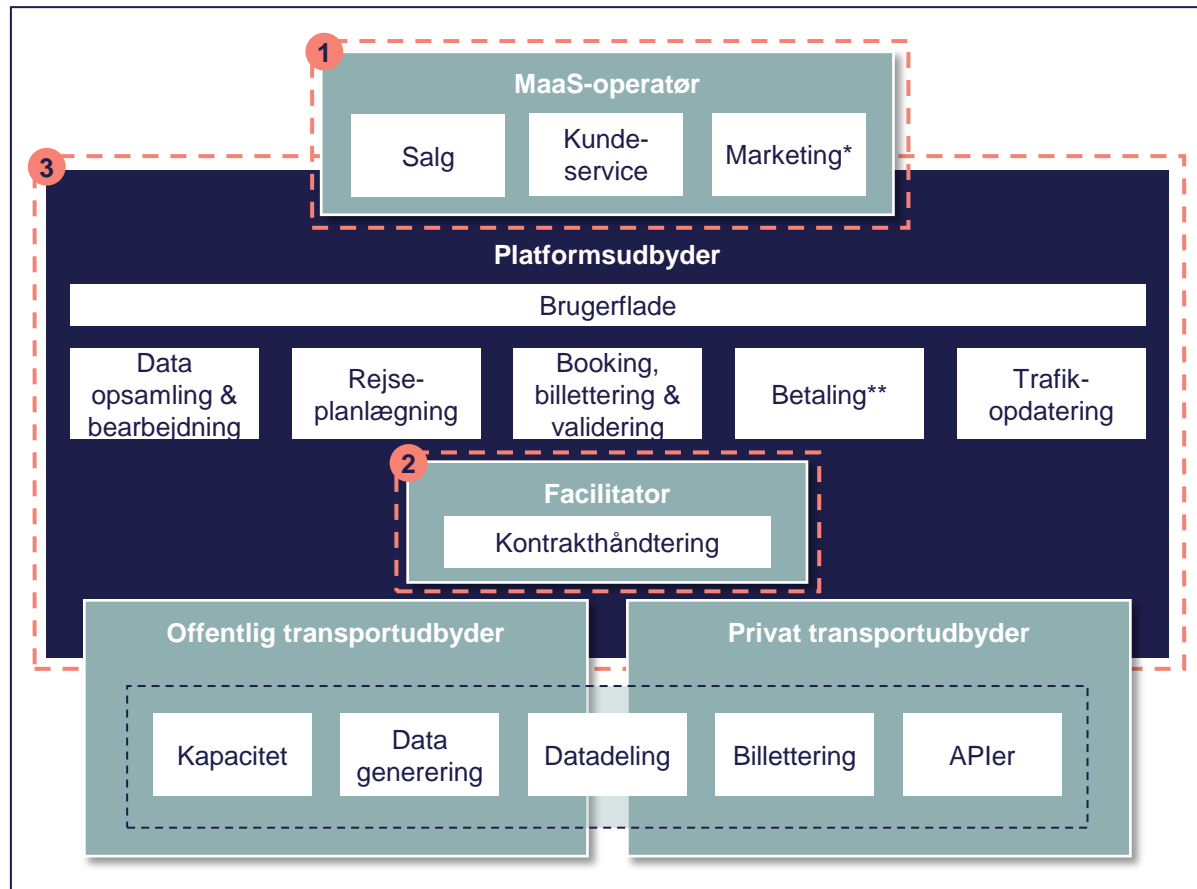 1
MaaS-operatør
Salg
Kunde-
service
Marketing*
3
Platformsudbyder
Brugerflade
Data
opsamling &
bearbejdning
Rejse-
planlægning
Booking,
billettering &
validering
Betaling**
Trafik-
opdatering
2
Facilitator
Kontrakthåndtering
Offentlig transportudbyder
Privat transportudbyder
Kapacitet
Data
generering
Datadeling
Billettering
APIer